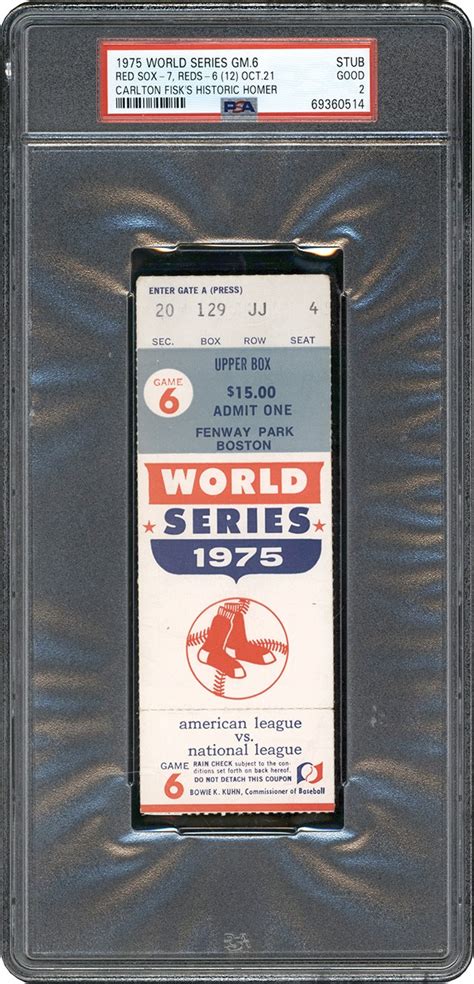 1975 WORLD SERIES GM.6 STUB
RED SOX-7, REDS-6 (12) OCT.21 GOOD
CARLTON FISK'S HISTORIC HOMER 2
PSA 69360514
ENTER GATE A (PRESS)
20 129 JJ 4
SEC. BOX ROW SEAT
UPPER BOX
GAME
6
$15.00
ADMIT ONE
FENWAY PARK
BOSTON
WORLD
SERIES
1975
american league
vs.
national league
GAME
6
RAIN CHECK subject to the con-
ditions set forth on back hereof.
DO NOT DETACH THIS COUPON
BOWIE K. KUHN, Commissioner of Baseball
PSA